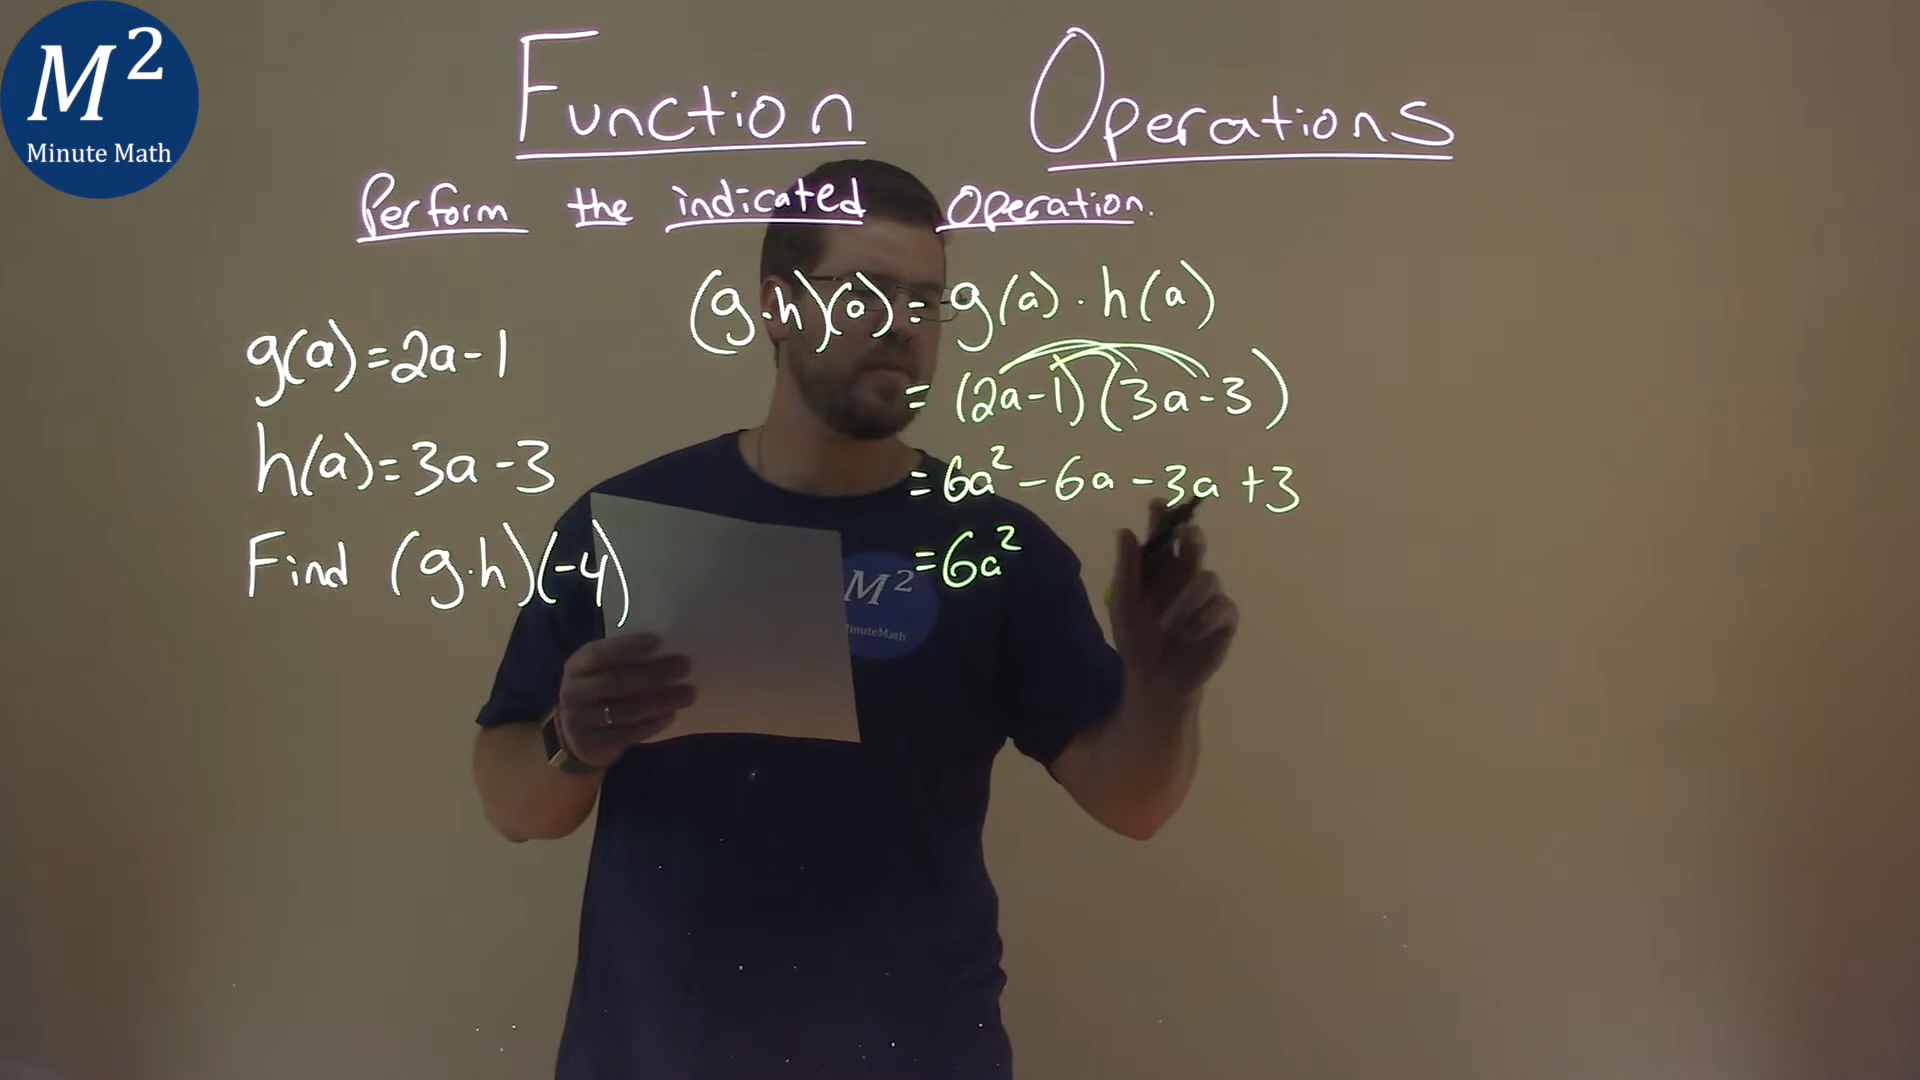 M²
Minute Math
Function Operations
Perform the indicated operation.
g(a)=2a-1
h(a)=3a-3
Find (g·h)(-4)
(g·h)(a)=g(a)·h(a)
=(2a-1)(3a-3)
=6a²-6a-3a+3
=6a²
M²
MinuteMath